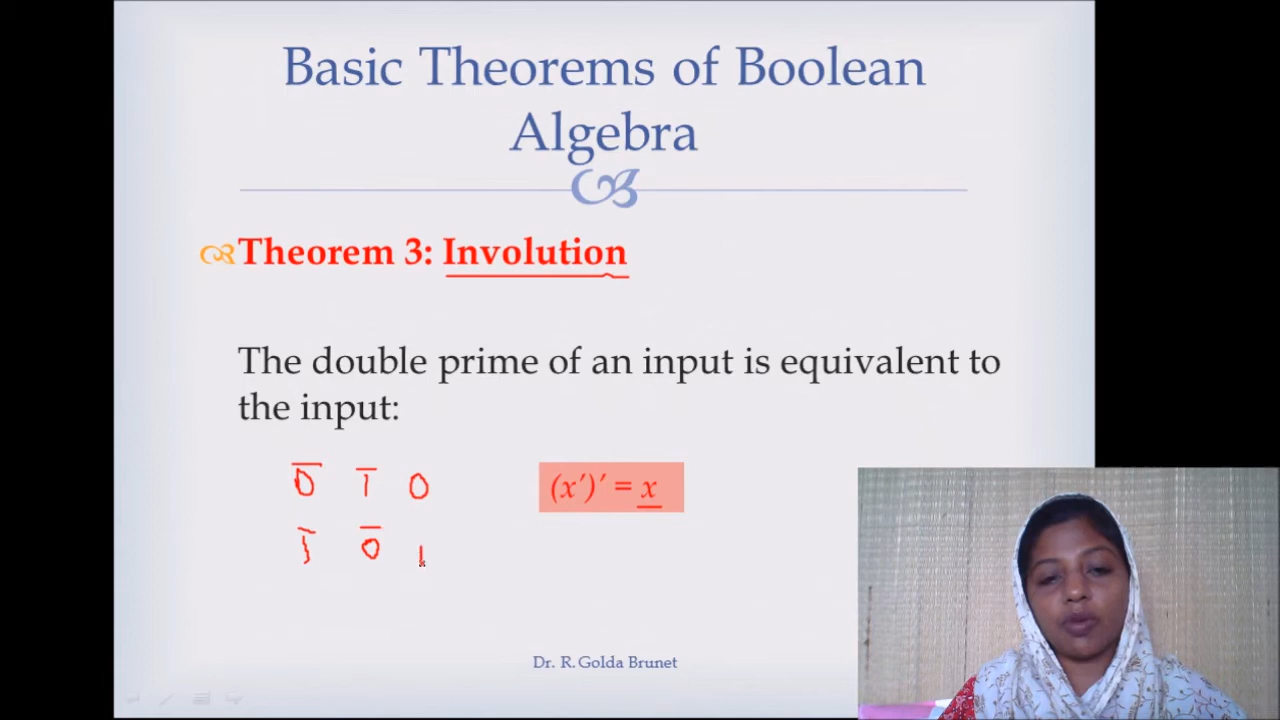 Basic Theorems of Boolean
Algebra
Theorem 3: Involution
The double prime of an input is equivalent to
the input:
0̅ 1̅ 0
(x′)′ = x
1̅ 0̅ 1
Dr. R. Golda Brunet